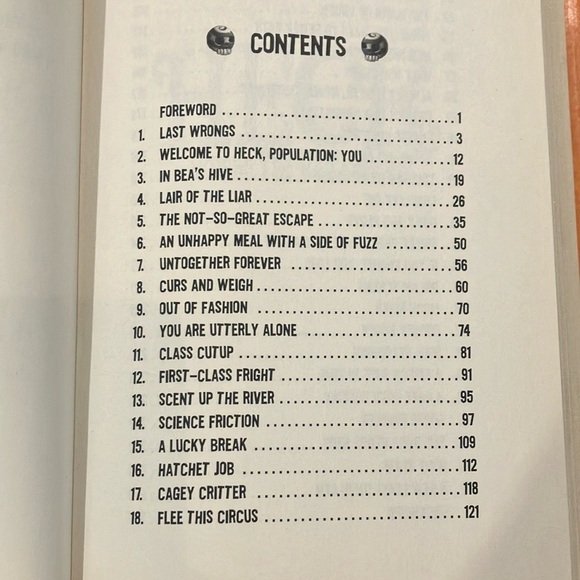 CONTENTS
FOREWORD ................................. 1
1. LAST WRONGS ................................. 3
2. WELCOME TO HECK, POPULATION: YOU ............. 12
3. IN BEA'S HIVE ................................. 19
4. LAIR OF THE LIAR ............................... 26
5. THE NOT-SO-GREAT ESCAPE ..................... 35
6. AN UNHAPPY MEAL WITH A SIDE OF FUZZ .......... 50
7. UNTOGETHER FOREVER ......................... 56
8. CURS AND WEIGH ............................... 60
9. OUT OF FASHION ............................... 70
10. YOU ARE UTTERLY ALONE ....................... 74
11. CLASS CUTUP ................................. 81
12. FIRST-CLASS FRIGHT ........................... 91
13. SCENT UP THE RIVER ........................... 95
14. SCIENCE FRICTION ............................. 97
15. A LUCKY BREAK ............................... 109
16. HATCHET JOB ................................. 112
17. CAGEY CRITTER ............................... 118
18. FLEE THIS CIRCUS ............................. 121